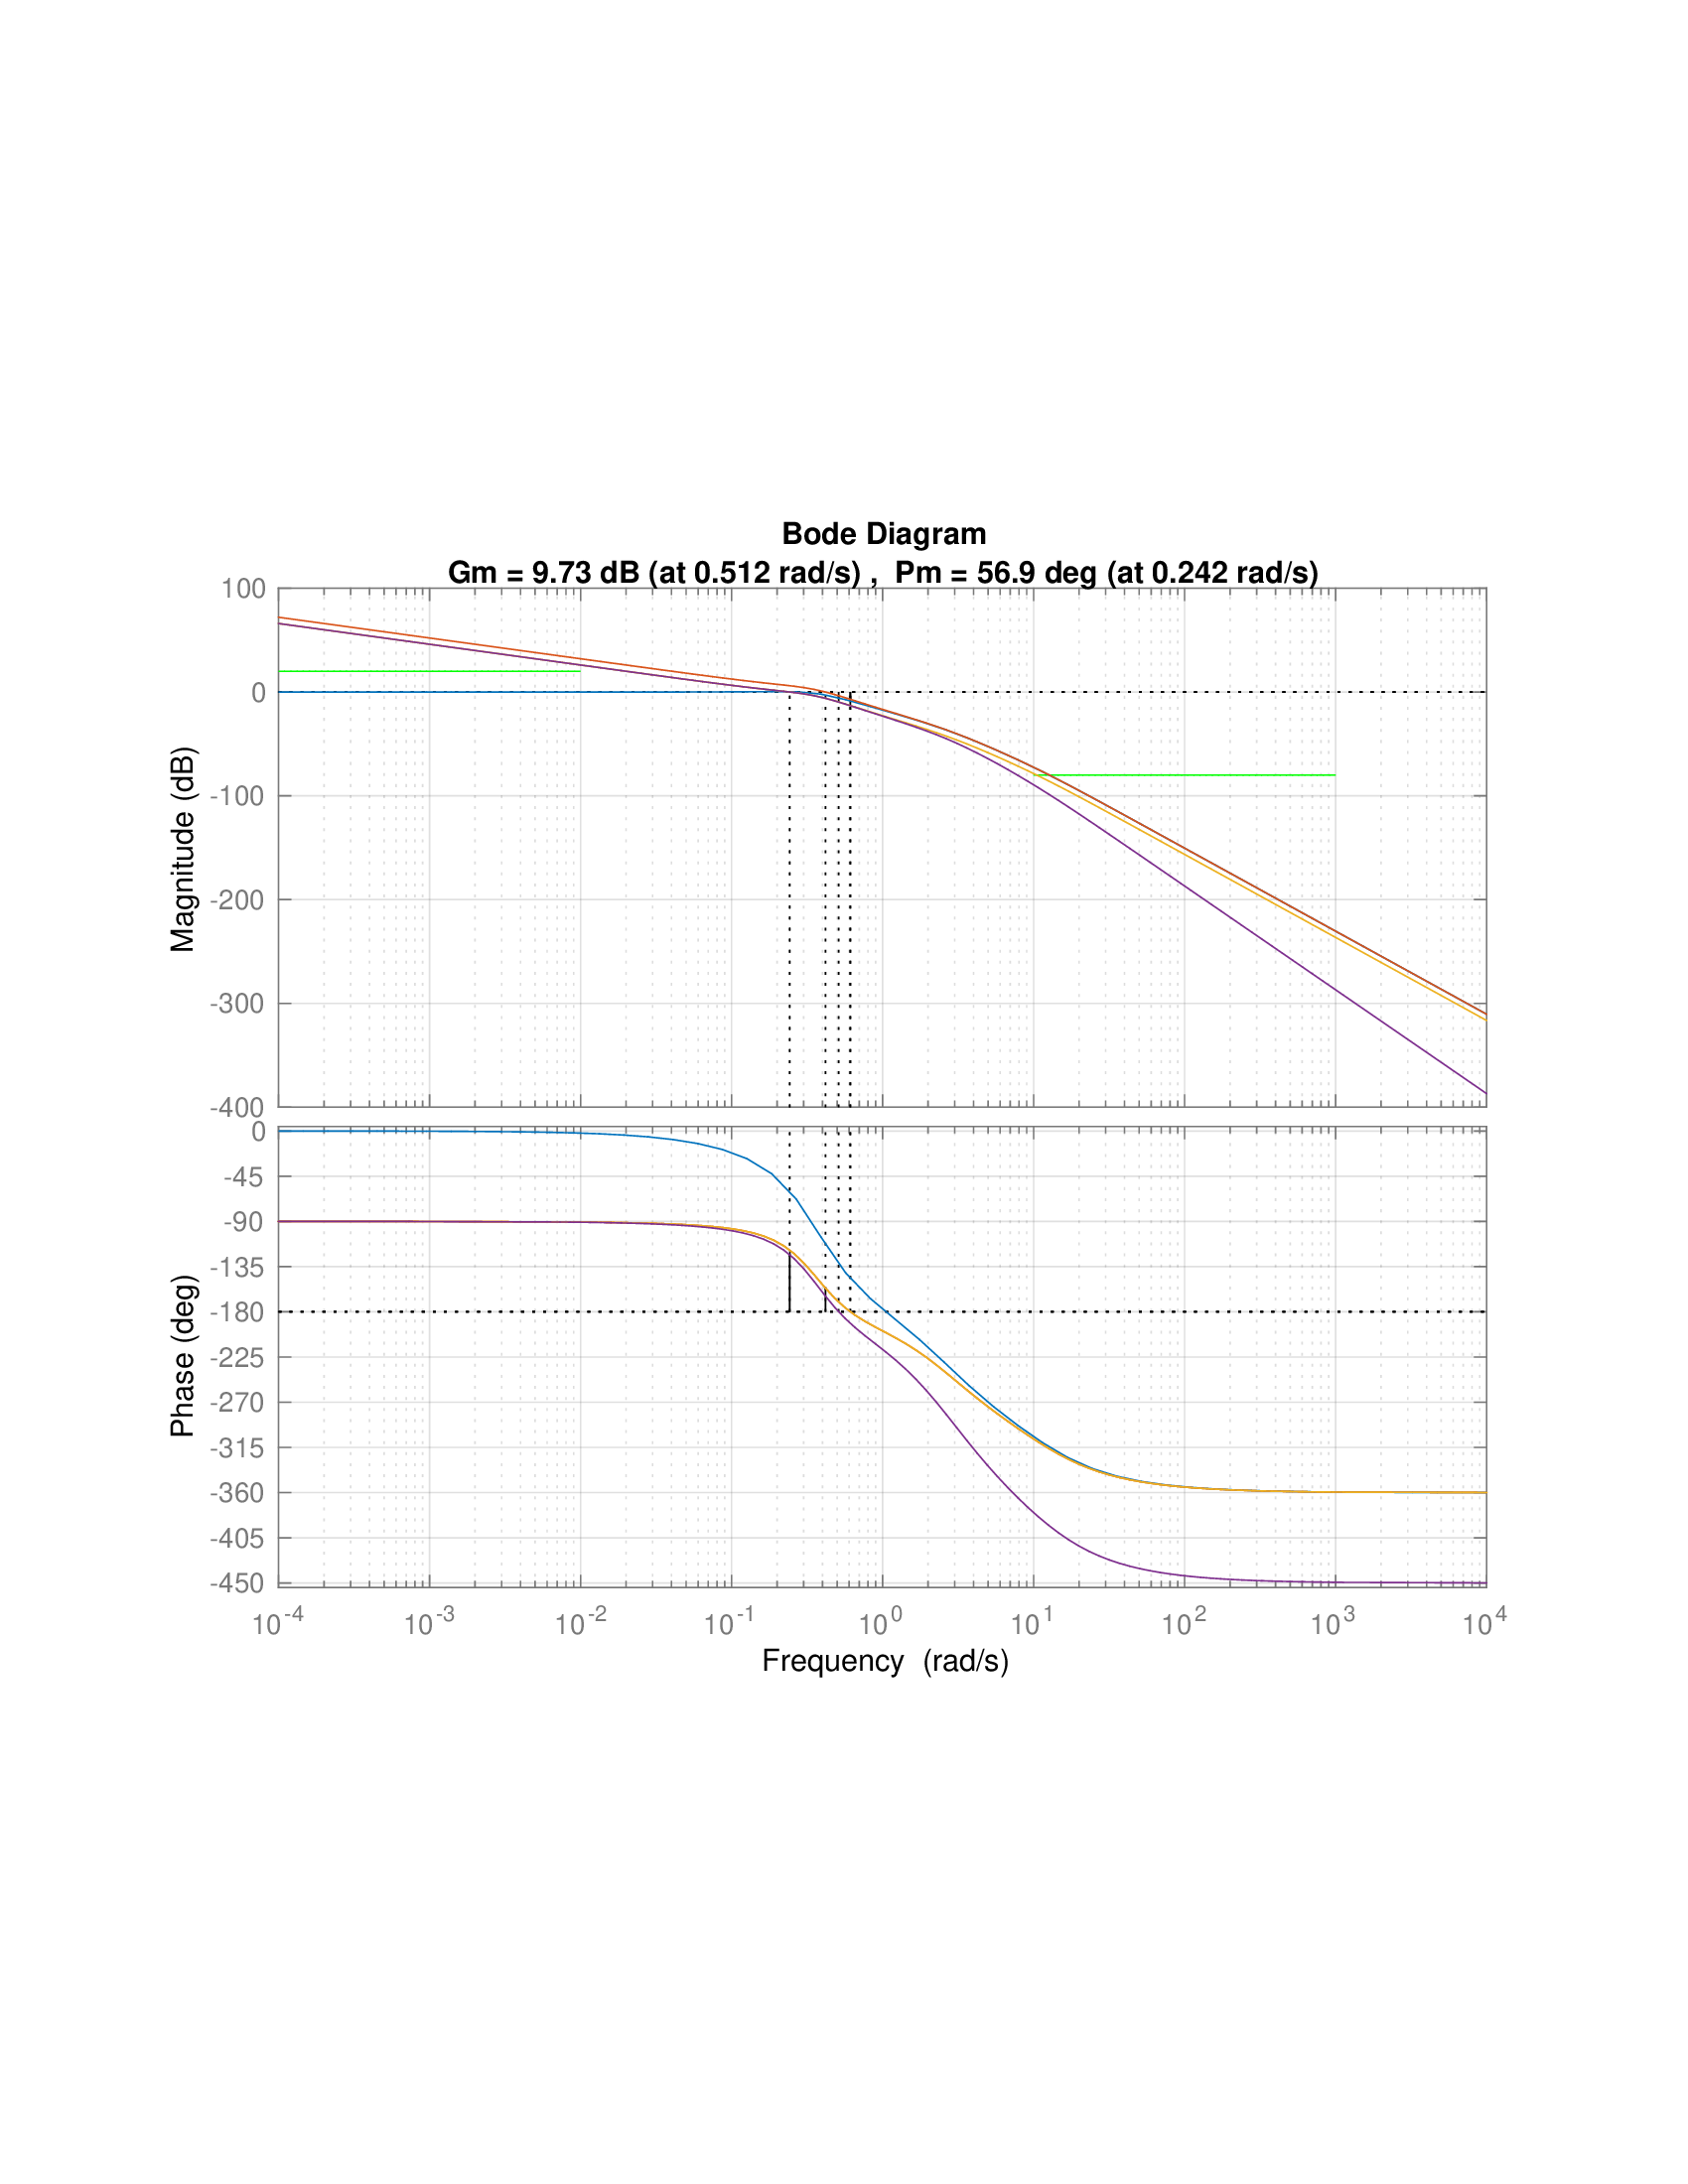 Bode Diagram
Gm = 9.73 dB (at 0.512 rad/s) ,  Pm = 56.9 deg (at 0.242 rad/s)
100
0
-100
-200
-300
-400
Magnitude (dB)
0
-45
-90
-135
-180
-225
-270
-315
-360
-405
-450
Phase (deg)
10^-4 10^-3 10^-2 10^-1 10^0 10^1 10^2 10^3 10^4
Frequency  (rad/s)